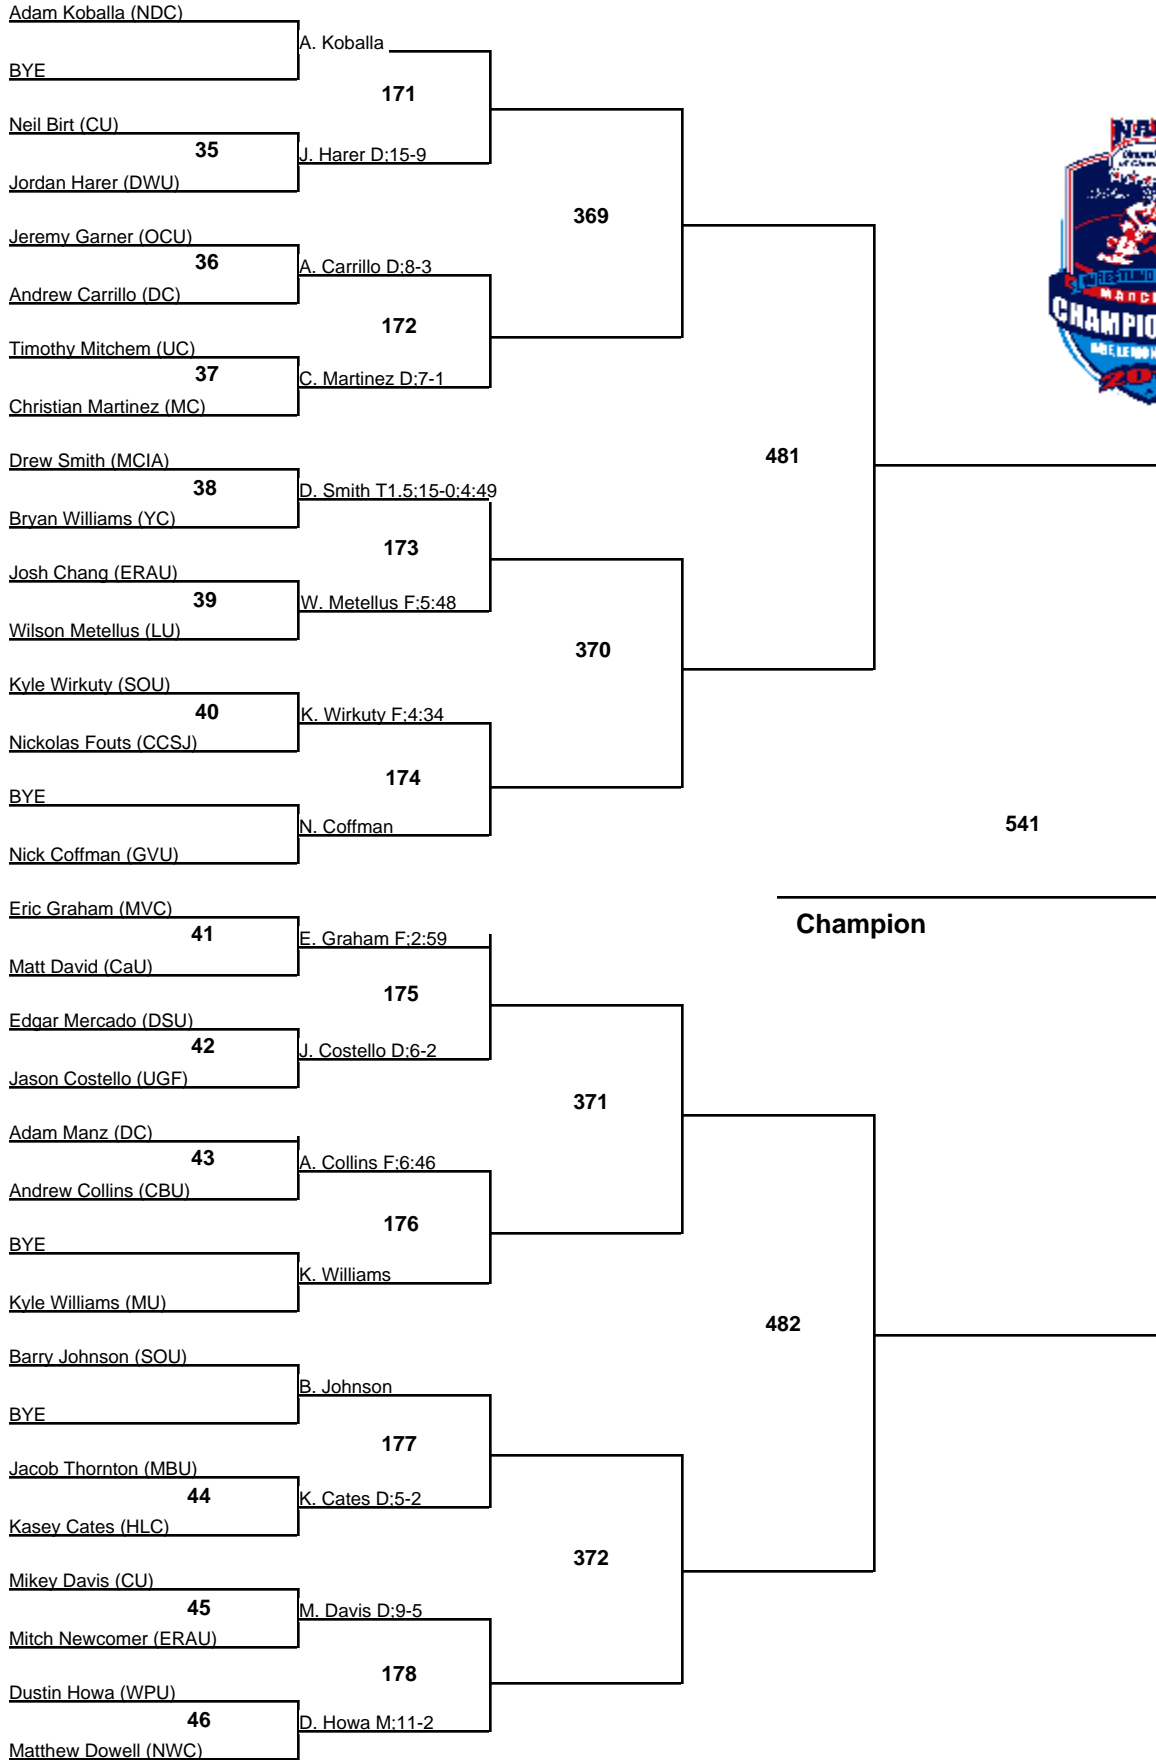 Adam Koballa (NDC)
A. Koballa
BYE
171
Neil Birt (CU)
35
J. Harer D;15-9
Jordan Harer (DWU)
369
Jeremy Garner (OCU)
36
A. Carrillo D;8-3
Andrew Carrillo (DC)
172
Timothy Mitchem (UC)
37
C. Martinez D;7-1
Christian Martinez (MC)
481
Drew Smith (MCIA)
38
D. Smith T1.5;15-0;4:49
Bryan Williams (YC)
173
Josh Chang (ERAU)
39
W. Metellus F;5:48
Wilson Metellus (LU)
370
Kyle Wirkuty (SOU)
40
K. Wirkuty F;4:34
Nickolas Fouts (CCSJ)
174
BYE
N. Coffman
Nick Coffman (GVU)
541
Champion
Eric Graham (MVC)
41
E. Graham F;2:59
Matt David (CaU)
175
Edgar Mercado (DSU)
42
J. Costello D;6-2
Jason Costello (UGF)
371
Adam Manz (DC)
43
A. Collins F;6:46
Andrew Collins (CBU)
176
BYE
K. Williams
Kyle Williams (MU)
482
Barry Johnson (SOU)
B. Johnson
BYE
177
Jacob Thornton (MBU)
44
K. Cates D;5-2
Kasey Cates (HLC)
372
Mikey Davis (CU)
45
M. Davis D;9-5
Mitch Newcomer (ERAU)
178
Dustin Howa (WPU)
46
D. Howa M;11-2
Matthew Dowell (NWC)